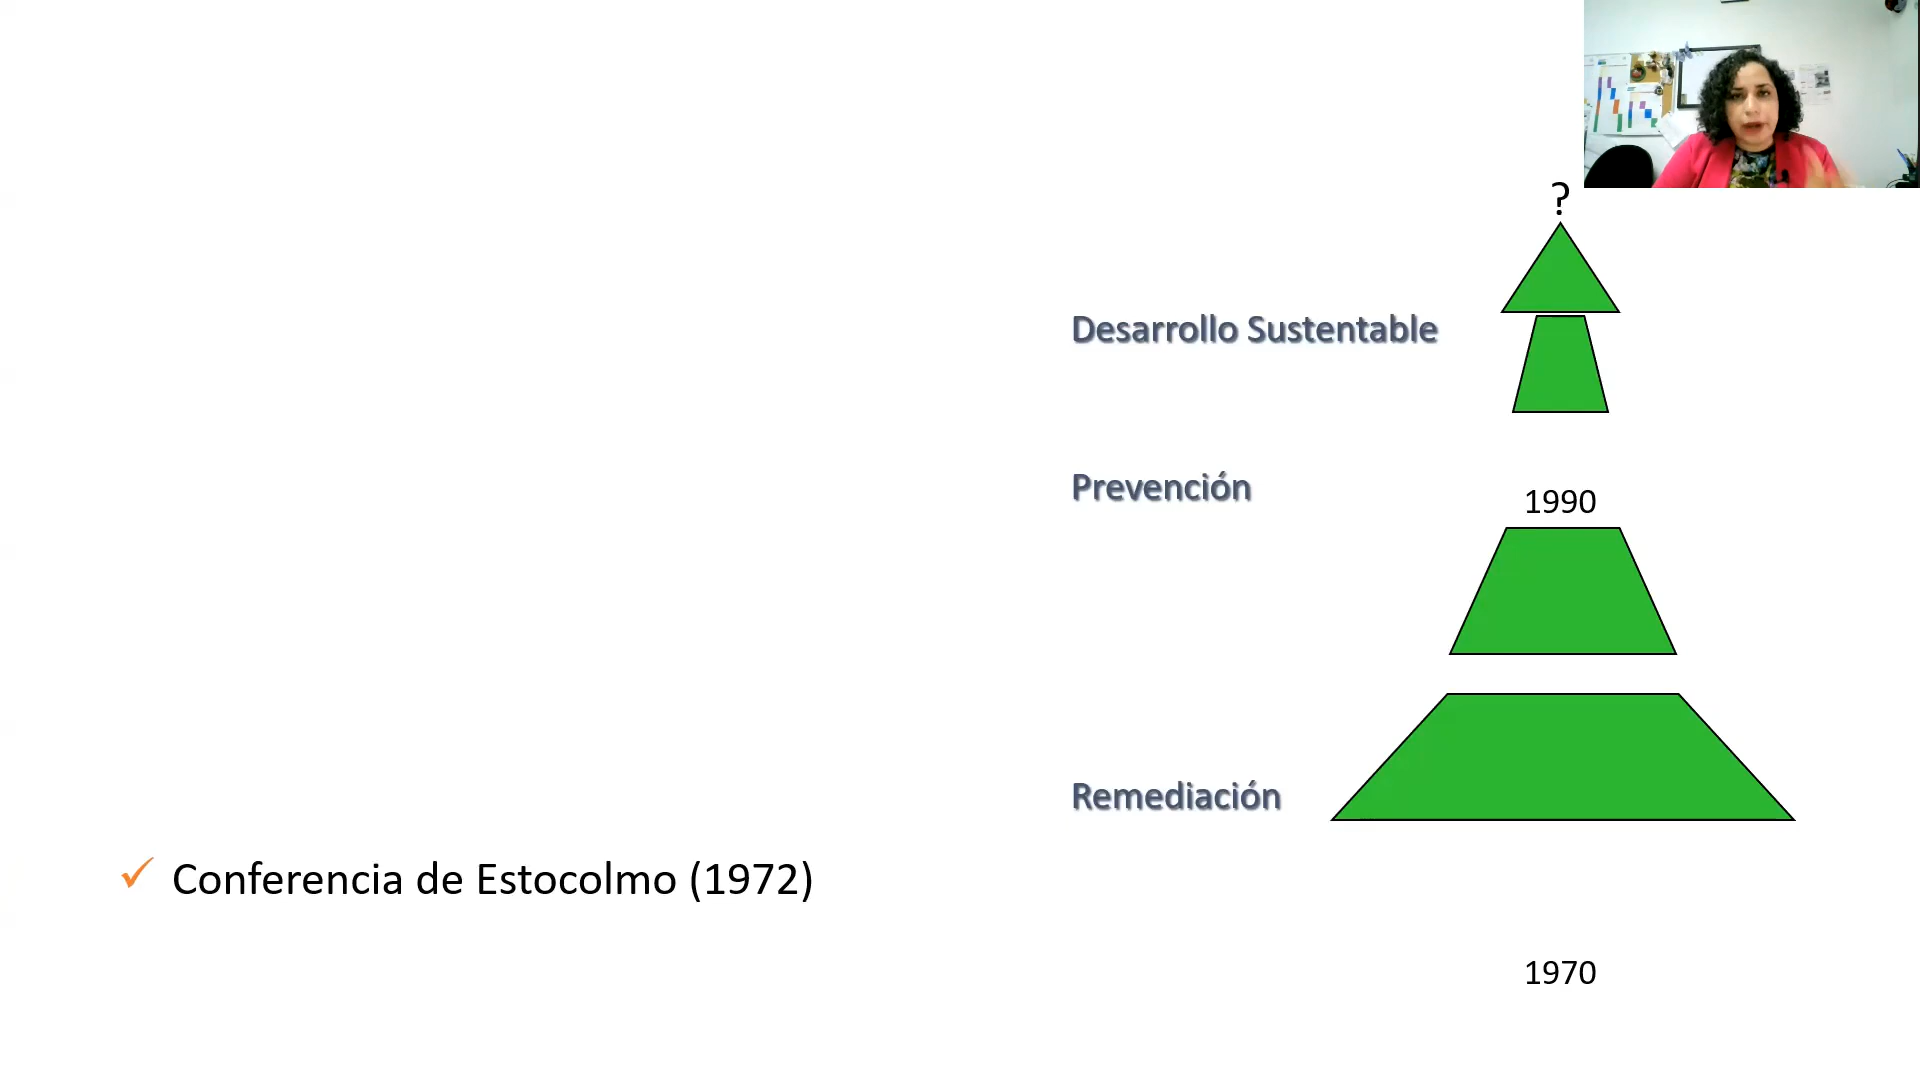 ?
Desarrollo Sustentable
Prevención
1990
Remediación
Conferencia de Estocolmo (1972)
1970